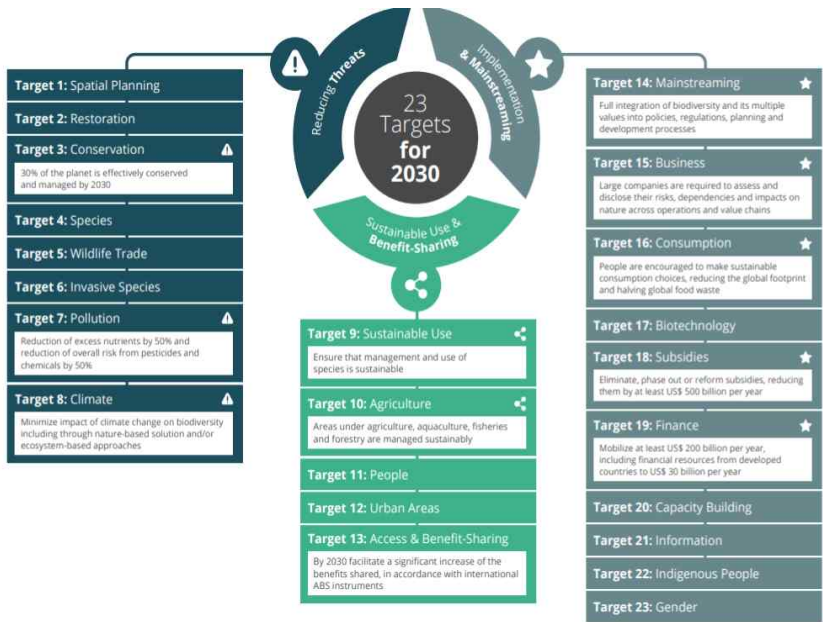 Reducing Threats
Implementation
& Mainstreaming
23
Targets
for
2030
Sustainable Use &
Benefit-Sharing
Target 1: Spatial Planning
Target 2: Restoration
Target 3: Conservation
30% of the planet is effectively conserved
and managed by 2030
Target 4: Species
Target 5: Wildlife Trade
Target 6: Invasive Species
Target 7: Pollution
Reduction of excess nutrients by 50% and
reduction of overall risk from pesticides and
chemicals by 50%
Target 8: Climate
Minimize impact of climate change on biodiversity
including through nature-based solution and/or
ecosystem-based approaches
Target 9: Sustainable Use
Ensure that management and use of
species is sustainable
Target 10: Agriculture
Areas under agriculture, aquaculture, fisheries
and forestry are managed sustainably
Target 11: People
Target 12: Urban Areas
Target 13: Access & Benefit-Sharing
By 2030 facilitate a significant increase of the
benefits shared, in accordance with international
ABS instruments
Target 14: Mainstreaming
Full integration of biodiversity and its multiple
values into policies, regulations, planning and
development processes
Target 15: Business
Large companies are required to assess and
disclose their risks, dependencies and impacts on
nature across operations and value chains
Target 16: Consumption
People are encouraged to make sustainable
consumption choices, reducing the global footprint
and halving global food waste
Target 17: Biotechnology
Target 18: Subsidies
Eliminate, phase out or reform subsidies, reducing
them by at least US$ 500 billion per year
Target 19: Finance
Mobilize at least US$ 200 billion per year,
including financial resources from developed
countries to US$ 30 billion per year
Target 20: Capacity Building
Target 21: Information
Target 22: Indigenous People
Target 23: Gender